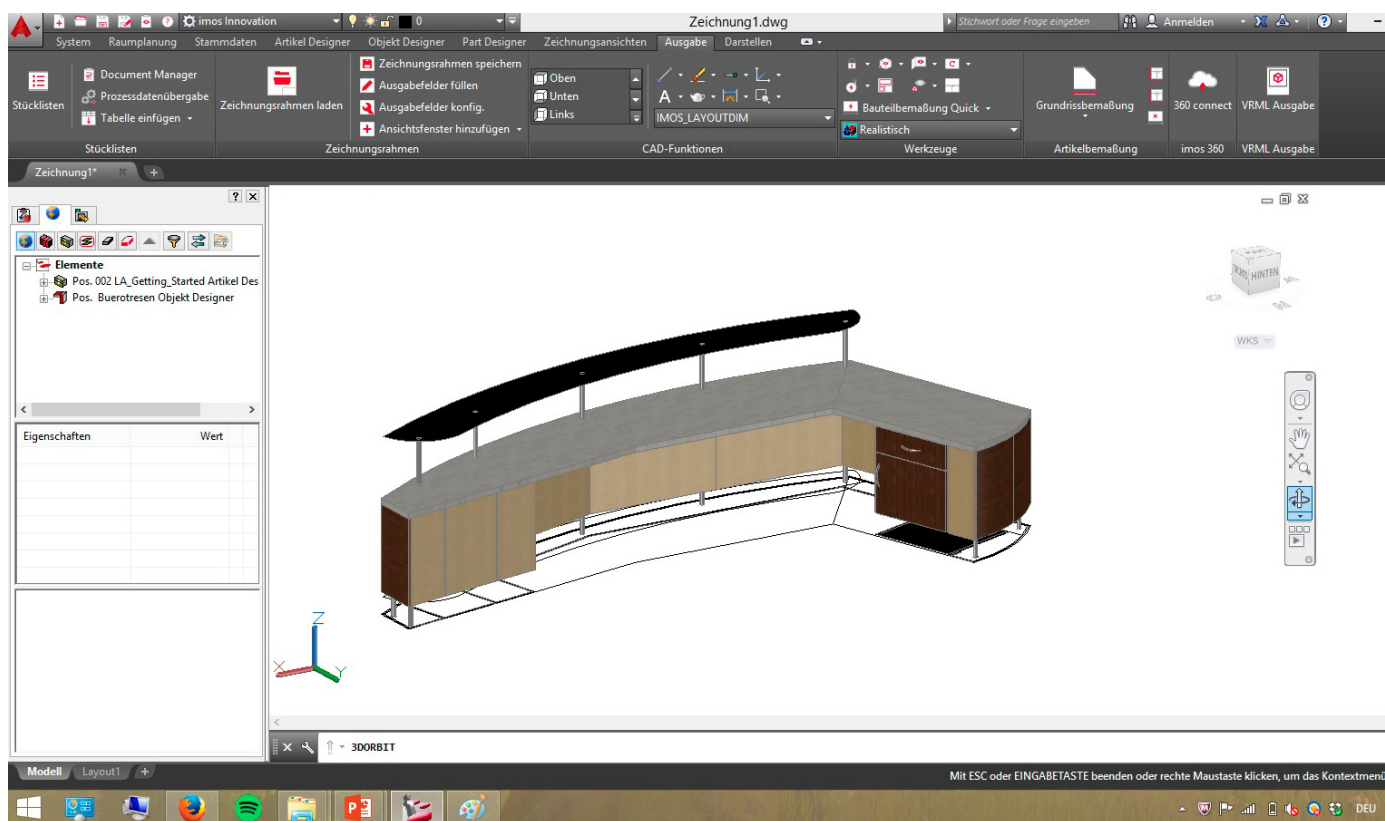 imos Innovation 0 Zeichnung1.dwg Stichwort oder Frage eingeben Anmelden
System Raumplanung Stammdaten Artikel Designer Objekt Designer Part Designer Zeichnungsansichten Ausgabe Darstellen
Stücklisten
Document Manager
Prozessdatenübergabe
Tabelle einfügen
Stücklisten
Zeichnungsrahmen laden
Zeichnungsrahmen speichern
Ausgabefelder füllen
Ausgabefelder konfig.
Ansichtsfenster hinzufügen
Zeichnungsrahmen
Oben
Unten
Links
A
IMOS_LAYOUTDIM
CAD-Funktionen
Bauteilbemaßung Quick
Realistisch
Werkzeuge
Grundrissbemaßung
Artikelbemaßung
360 connect
imos 360
VRML Ausgabe
VRML Ausgabe
Zeichnung1*
Elemente
Pos. 002 LA_Getting_Started Artikel Des
Pos. Buerotresen Objekt Designer
Eigenschaften Wert
HINTEN
WKS
Z
X
Y
3DORBIT
Modell Layout1
Mit ESC oder EINGABETASTE beenden oder rechte Maustaste klicken, um das Kontextmenü
DEU